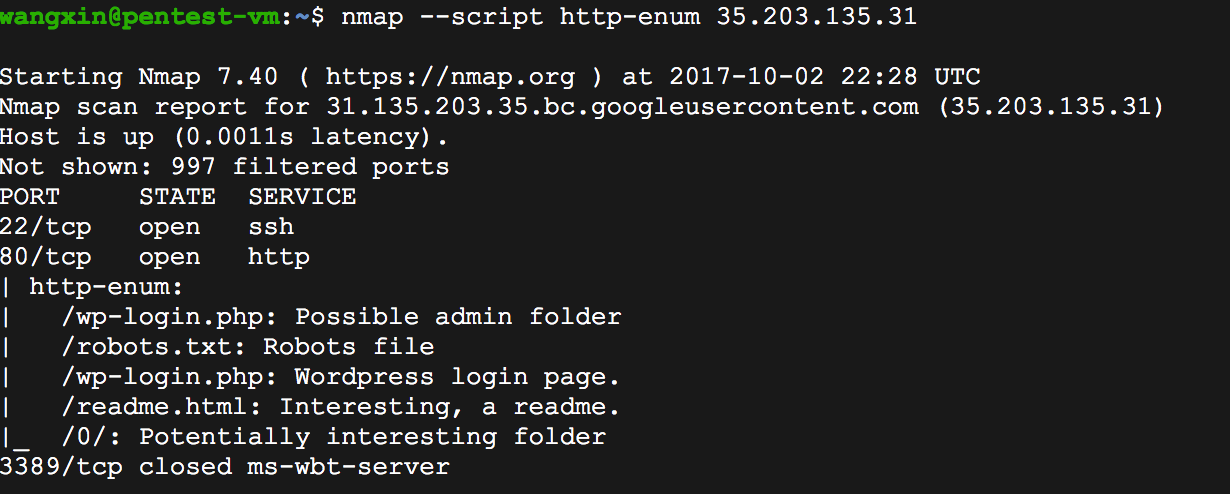 wangxin@pentest-vm:~$ nmap --script http-enum 35.203.135.31
Starting Nmap 7.40 ( https://nmap.org ) at 2017-10-02 22:28 UTC
Nmap scan report for 31.135.203.35.bc.googleusercontent.com (35.203.135.31)
Host is up (0.0011s latency).
Not shown: 997 filtered ports
PORT     STATE  SERVICE
22/tcp   open   ssh
80/tcp   open   http
| http-enum:
|   /wp-login.php: Possible admin folder
|   /robots.txt: Robots file
|   /wp-login.php: Wordpress login page.
|   /readme.html: Interesting, a readme.
|_  /0/: Potentially interesting folder
3389/tcp closed ms-wbt-server